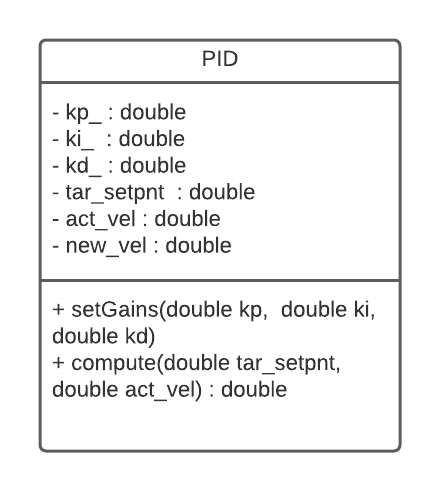 PID
- kp_ : double
- ki_ : double
- kd_ : double
- tar_setpnt : double
- act_vel : double
- new_vel : double
+ setGains(double kp, double ki,
double kd)
+ compute(double tar_setpnt,
double act_vel) : double